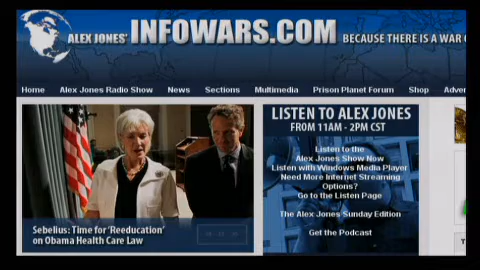 ALEX JONES' INFOWARS.COM BECAUSE THERE IS A WAR
Home Alex Jones Radio Show News Sections Multimedia Prison Planet Forum Shop Adver
LISTEN TO ALEX JONES
FROM 11AM - 2PM CST
Listen to the
Alex Jones Show Now
Listen with Windows Media Player
Need More Internet Streaming
Options?
Go to the Listen Page
The Alex Jones Sunday Edition
Get the Podcast
Sebelius: Time for 'Reeducation'
on Obama Health Care Law